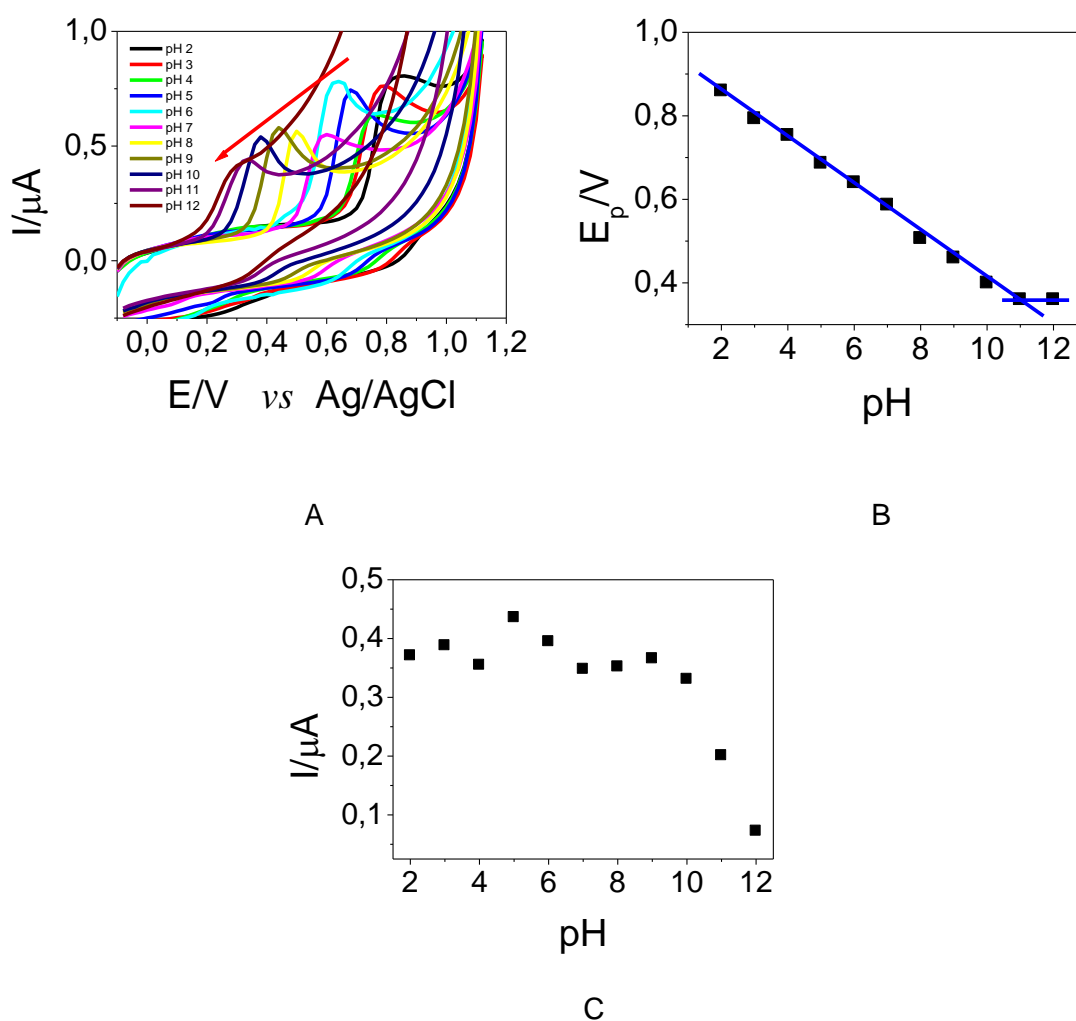 1,0
0,5
0,0
I/µA
pH 2
pH 3
pH 4
pH 5
pH 6
pH 7
pH 8
pH 9
pH 10
pH 11
pH 12
0,0 0,2 0,4 0,6 0,8 1,0 1,2
E/V vs Ag/AgCl
A
1,0
0,8
0,6
0,4
Ep/V
2 4 6 8 10 12
pH
B
0,5
0,4
0,3
0,2
0,1
I/µA
2 4 6 8 10 12
pH
C